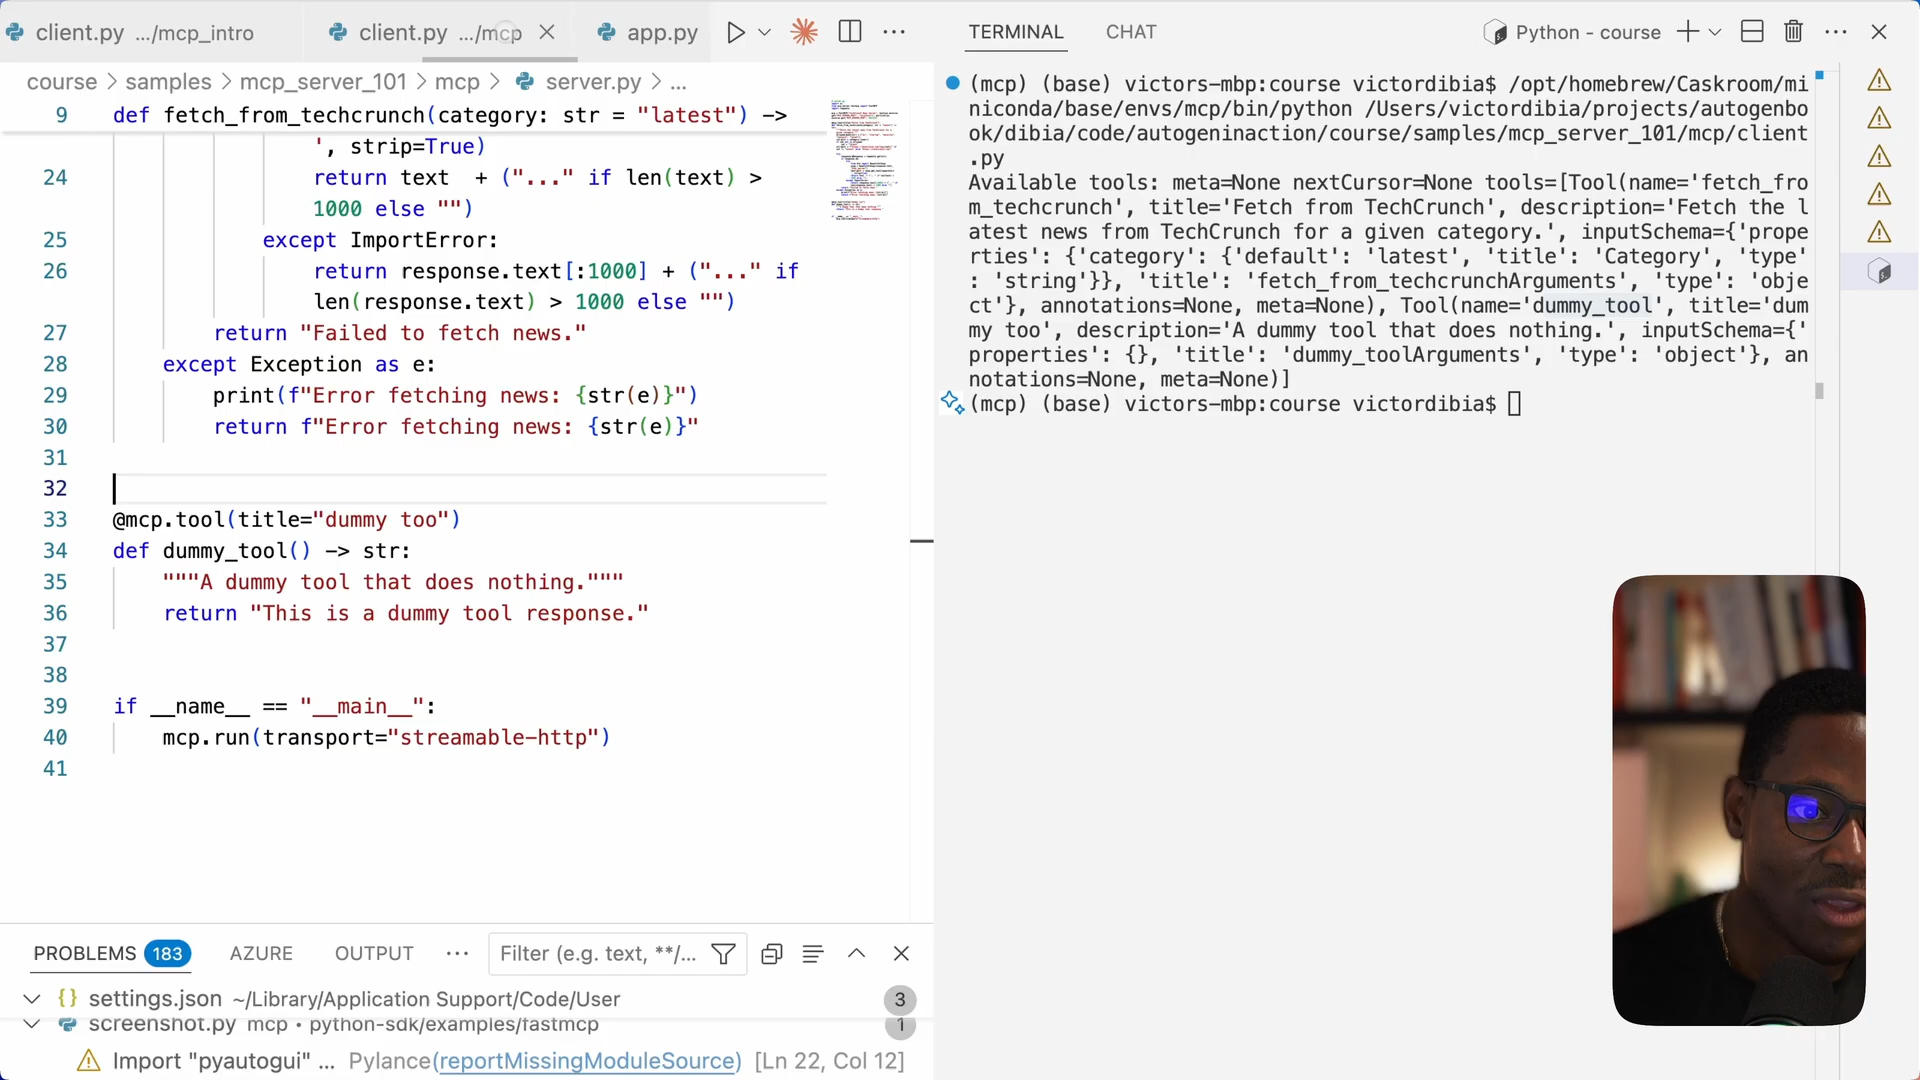 client.py .../mcp_intro
client.py .../mcp
app.py
course > samples > mcp_server_101 > mcp > server.py > ...
9 def fetch_from_techcrunch(category: str = "latest") ->
', strip=True)
24 return text + ("..." if len(text) >
1000 else "")
25 except ImportError:
26 return response.text[:1000] + ("..." if
len(response.text) > 1000 else "")
27 return "Failed to fetch news."
28 except Exception as e:
29 print(f"Error fetching news: {str(e)}")
30 return f"Error fetching news: {str(e)}"
31
32
33 @mcp.tool(title="dummy too")
34 def dummy_tool() -> str:
35 """A dummy tool that does nothing."""
36 return "This is a dummy tool response."
37
38
39 if __name__ == "__main__":
40 mcp.run(transport="streamable-http")
41
PROBLEMS 183 AZURE OUTPUT ... Filter (e.g. text, **/...
{} settings.json ~/Library/Application Support/Code/User 3
screenshot.py mcp • python-sdk/examples/fastmcp 1
Import "pyautogui" ... Pylance(reportMissingModuleSource) [Ln 22, Col 12]
TERMINAL CHAT Python - course
(mcp) (base) victors-mbp:course victordibia$ /opt/homebrew/Caskroom/mi
niconda/base/envs/mcp/bin/python /Users/victordibia/projects/autogenbo
ok/dibia/code/autogeninaction/course/samples/mcp_server_101/mcp/client
.py
Available tools: meta=None nextCursor=None tools=[Tool(name='fetch_fro
m_techcrunch', title='Fetch from TechCrunch', description='Fetch the l
atest news from TechCrunch for a given category.', inputSchema={'prope
rties': {'category': {'default': 'latest', 'title': 'Category', 'type'
: 'string'}}, 'title': 'fetch_from_techcrunchArguments', 'type': 'obje
ct'}, annotations=None, meta=None), Tool(name='dummy_tool', title='dum
my too', description='A dummy tool that does nothing.', inputSchema={'
properties': {}, 'title': 'dummy_toolArguments', 'type': 'object'}, an
notations=None, meta=None)]
(mcp) (base) victors-mbp:course victordibia$